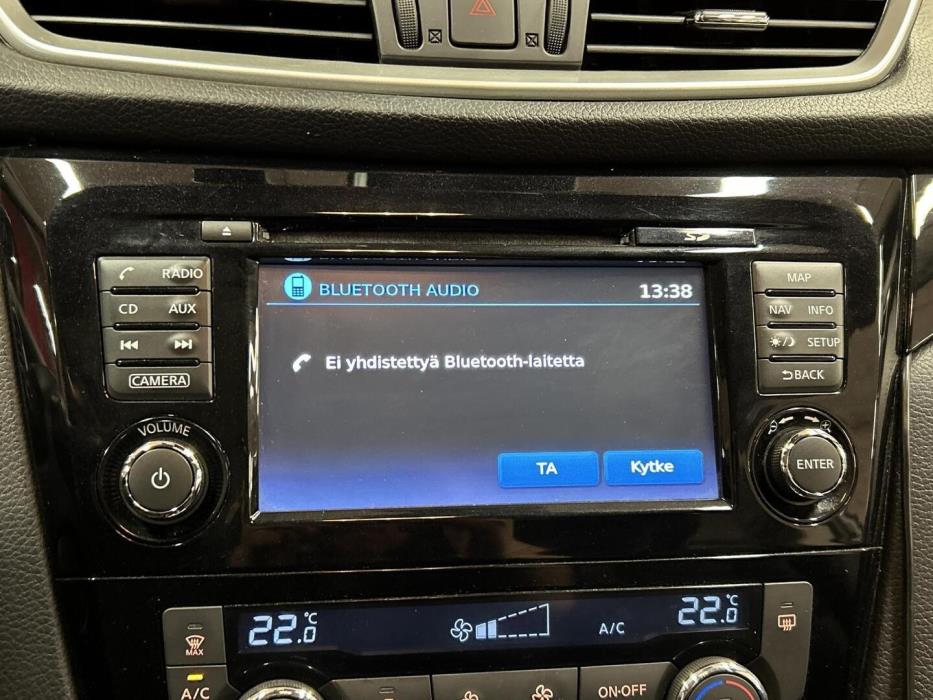 SD
RADIO
CD AUX
CAMERA
VOLUME
BLUETOOTH AUDIO 13:38
Ei yhdistettyä Bluetooth-laitetta
TA Kytke
MAP
NAV INFO
SETUP
BACK
ENTER
MAX
22.0 °C
A/C
22.0 °C
A/C
ON·OFF